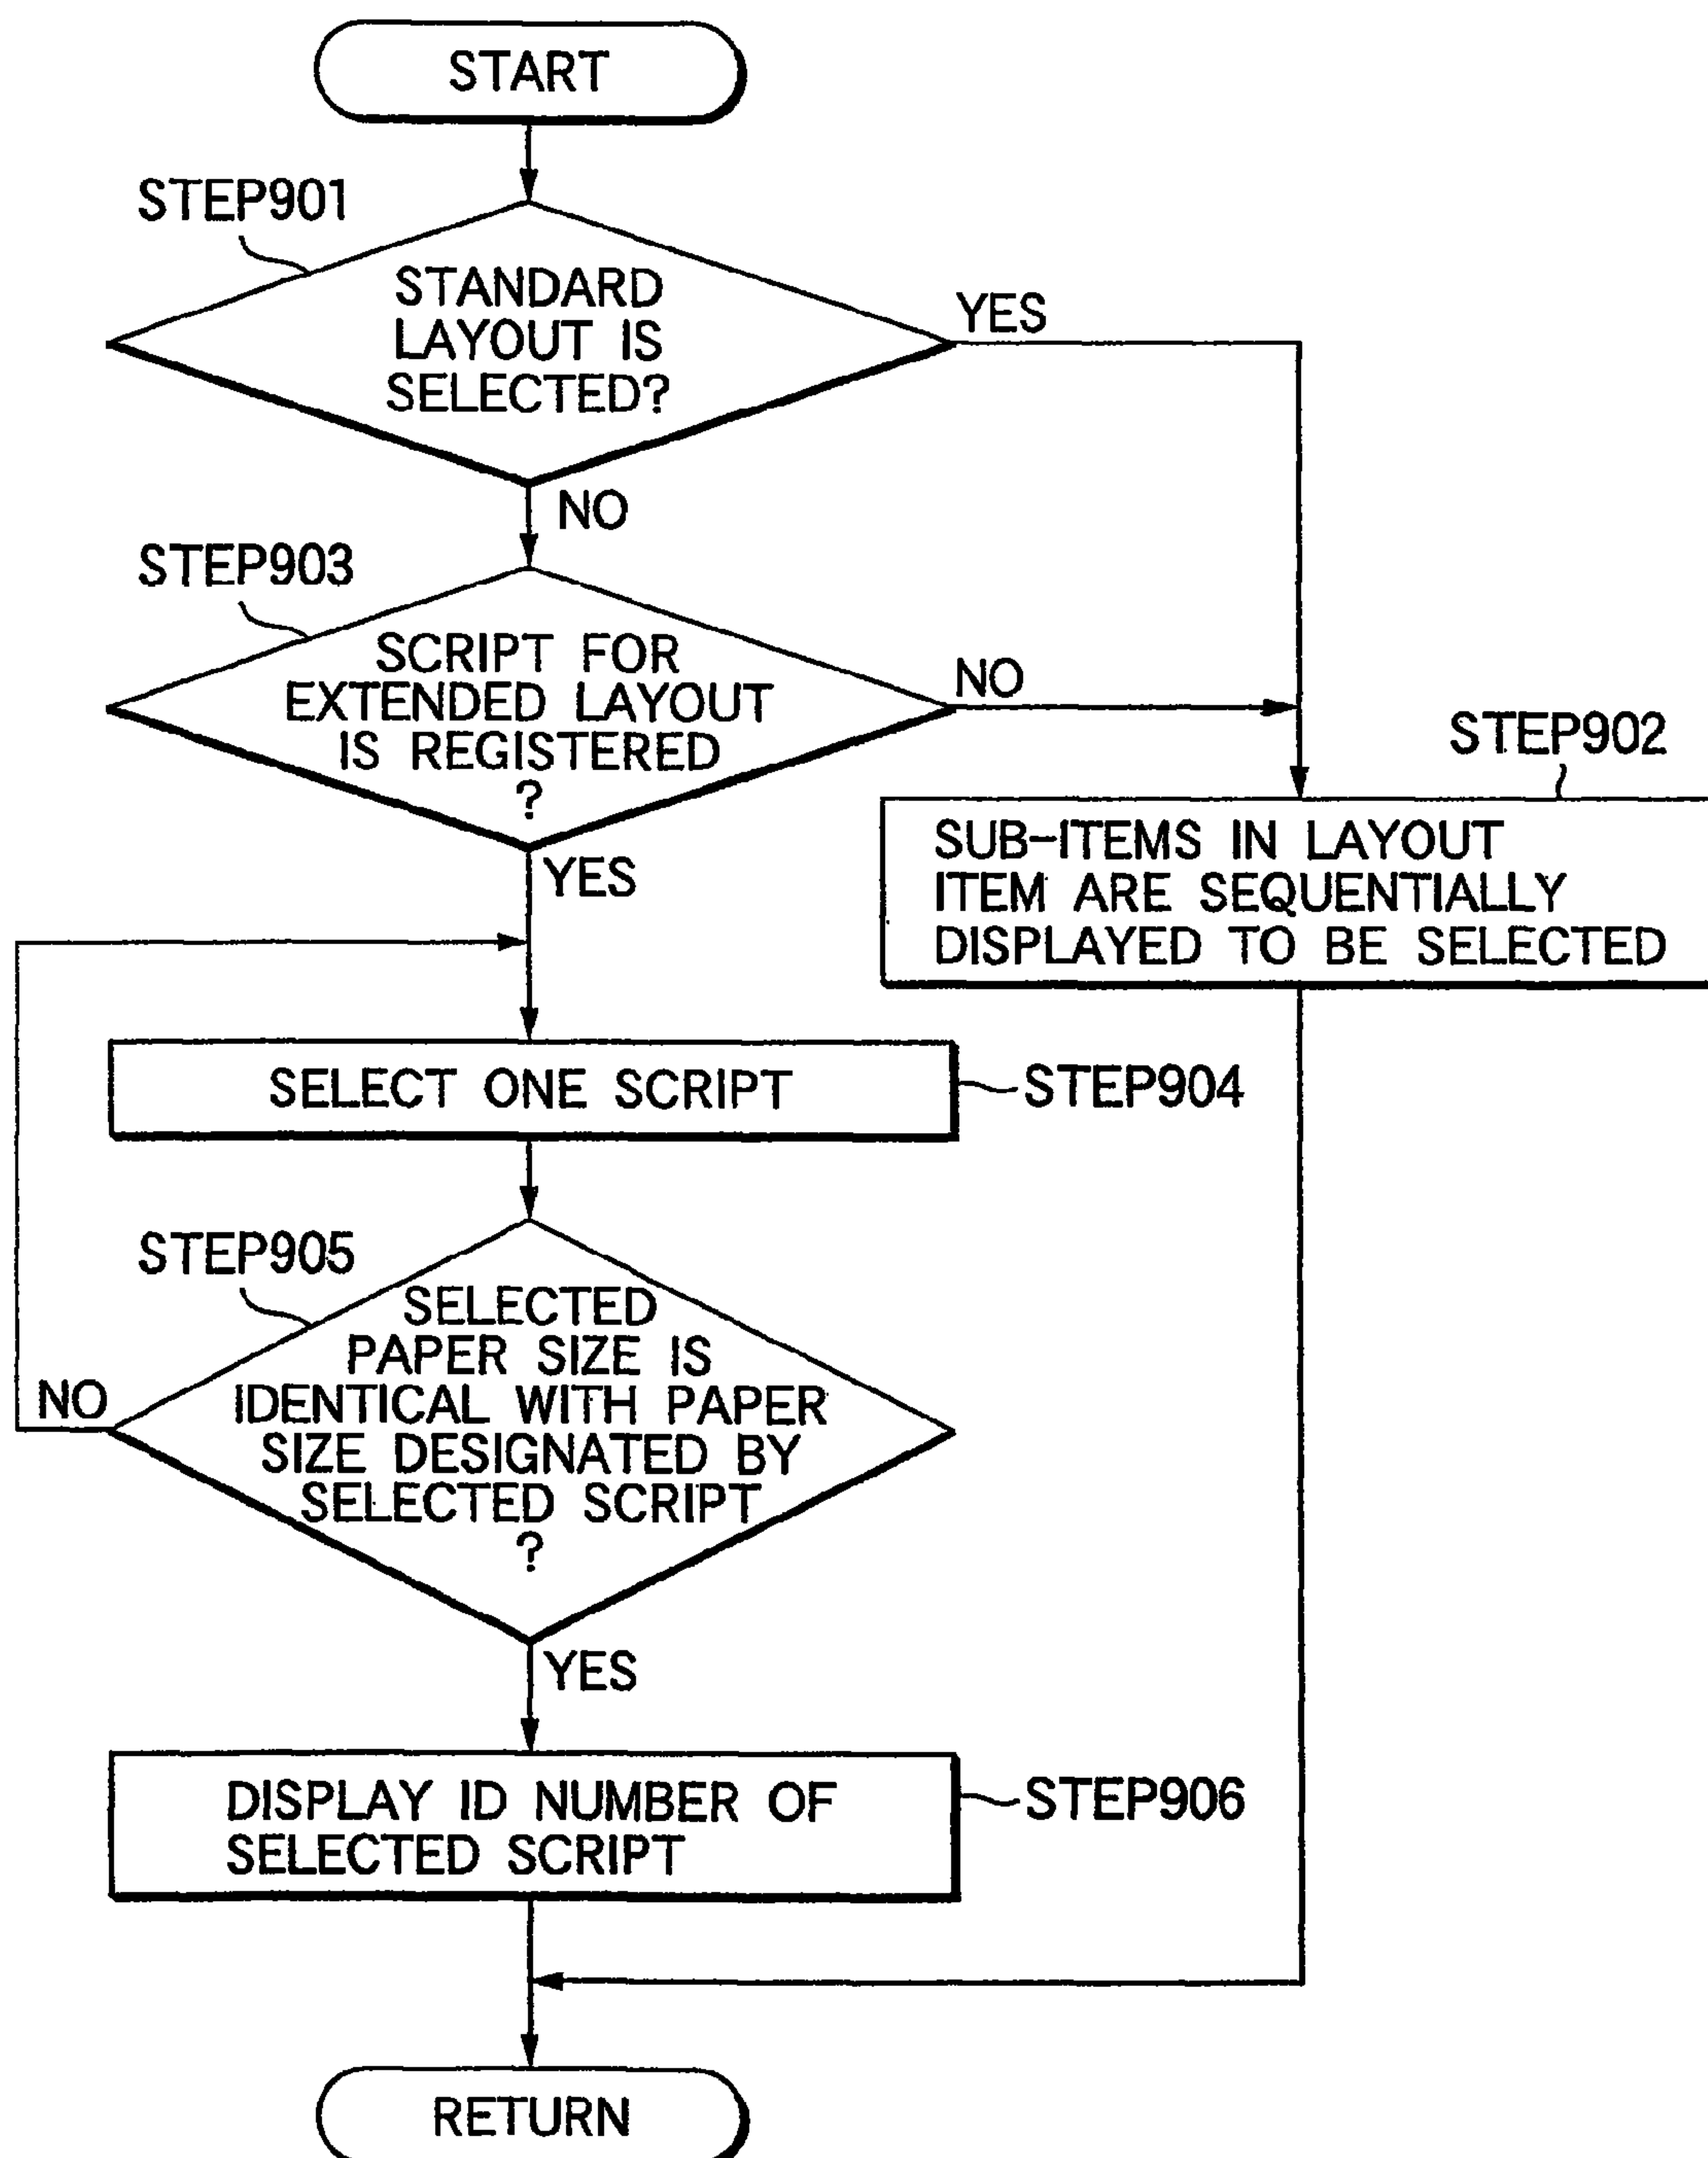 START
STEP901
STANDARD
LAYOUT IS
SELECTED?
YES
NO
STEP903
SCRIPT FOR
EXTENDED LAYOUT
IS REGISTERED
?
NO
YES
STEP902
SUB-ITEMS IN LAYOUT
ITEM ARE SEQUENTIALLY
DISPLAYED TO BE SELECTED
SELECT ONE SCRIPT
STEP904
STEP905
SELECTED
PAPER SIZE IS
IDENTICAL WITH PAPER
SIZE DESIGNATED BY
SELECTED SCRIPT
?
NO
YES
DISPLAY ID NUMBER OF
SELECTED SCRIPT
STEP906
RETURN